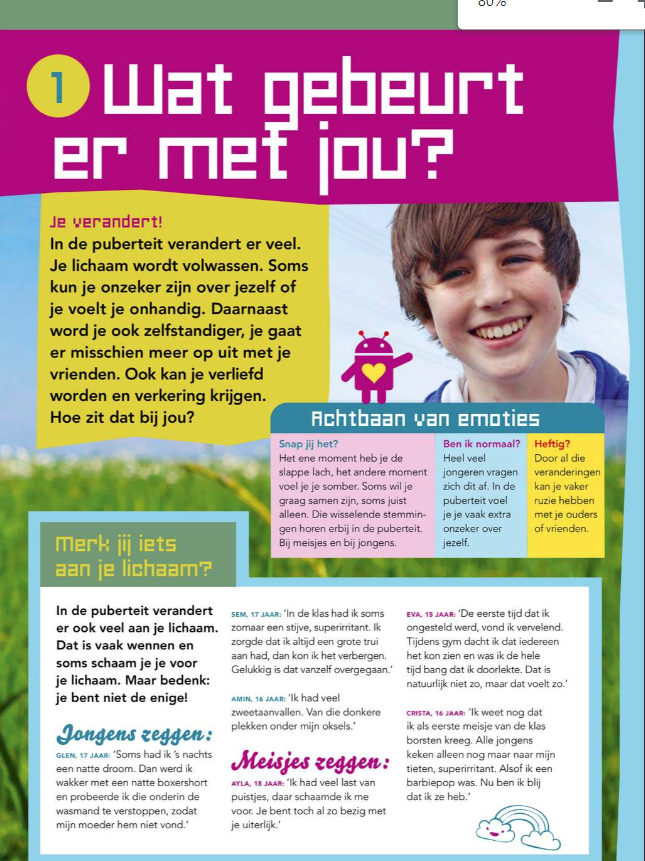 80%
1 Wat gebeurt
er met jou?
Je verandert!
In de puberteit verandert er veel.
Je lichaam wordt volwassen. Soms
kun je onzeker zijn over jezelf of
je voelt je onhandig. Daarnaast
word je ook zelfstandiger, je gaat
er misschien meer op uit met je
vrienden. Ook kan je verliefd
worden en verkering krijgen.
Hoe zit dat bij jou?
Achtbaan van emoties
Snap jij het?
Het ene moment heb je de
slappe lach, het andere moment
voel je je somber. Soms wil je
graag samen zijn, soms juist
alleen. Die wisselende stemmin-
gen horen erbij in de puberteit.
Bij meisjes en bij jongens.
Ben ik normaal?
Heel veel
jongeren vragen
zich dit af. In de
puberteit voel
je je vaak extra
onzeker over
jezelf.
Heftig?
Door al die
veranderingen
kan je vaker
ruzie hebben
met je ouders
of vrienden.
Merk jij iets
aan je lichaam?
In de puberteit verandert
er ook veel aan je lichaam.
Dat is vaak wennen en
soms schaam je je voor
je lichaam. Maar bedenk:
je bent niet de enige!
Jongens zeggen:
GLEN, 17 JAAR: ‘Soms had ik ’s nachts
een natte droom. Dan werd ik
wakker met een natte boxershort
en probeerde ik die onderin de
wasmand te verstoppen, zodat
mijn moeder hem niet vond.’
SEM, 17 JAAR: ‘In de klas had ik soms
zomaar een stijve, superirritant. Ik
zorgde dat ik altijd een grote trui
aan had, dan kon ik het verbergen.
Gelukkig is dat vanzelf overgegaan.’
AMIN, 16 JAAR: ‘Ik had veel
zweetaanvallen. Van die donkere
plekken onder mijn oksels.’
Meisjes zeggen:
AYLA, 18 JAAR: ‘Ik had veel last van
puistjes, daar schaamde ik me
voor. Je bent toch al zo bezig met
je uiterlijk.’
EVA, 15 JAAR: ‘De eerste tijd dat ik
ongesteld werd, vond ik vervelend.
Tijdens gym dacht ik dat iedereen
het kon zien en was ik de hele
tijd bang dat ik doorlekte. Dat is
natuurlijk niet zo, maar dat voelt zo.’
CRISTA, 16 JAAR: ‘Ik weet nog dat
ik als eerste meisje van de klas
borsten kreeg. Alle jongens
keken alleen nog maar naar mijn
tieten, superirritant. Alsof ik een
barbiepop was. Nu ben ik blij
dat ik ze heb.’